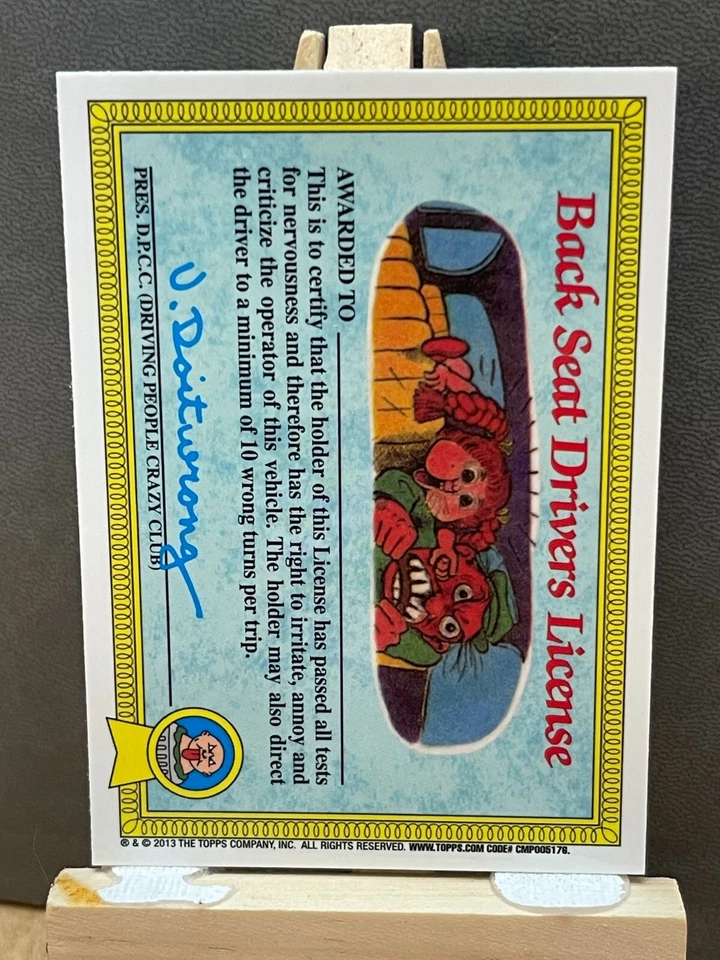 Back Seat Drivers License
AWARDED TO
This is to certify that the holder of this License has passed all tests
for nervousness and therefore has the right to irritate, annoy and
criticize the operator of this vehicle. The holder may also direct
the driver to a minimum of 10 wrong turns per trip.
U. Doitwrong
PRES. D.P.C.C. (DRIVING PEOPLE CRAZY CLUB)
® & © 2013 THE TOPPS COMPANY, INC. ALL RIGHTS RESERVED. WWW.TOPPS.COM CODE# CMP005178.